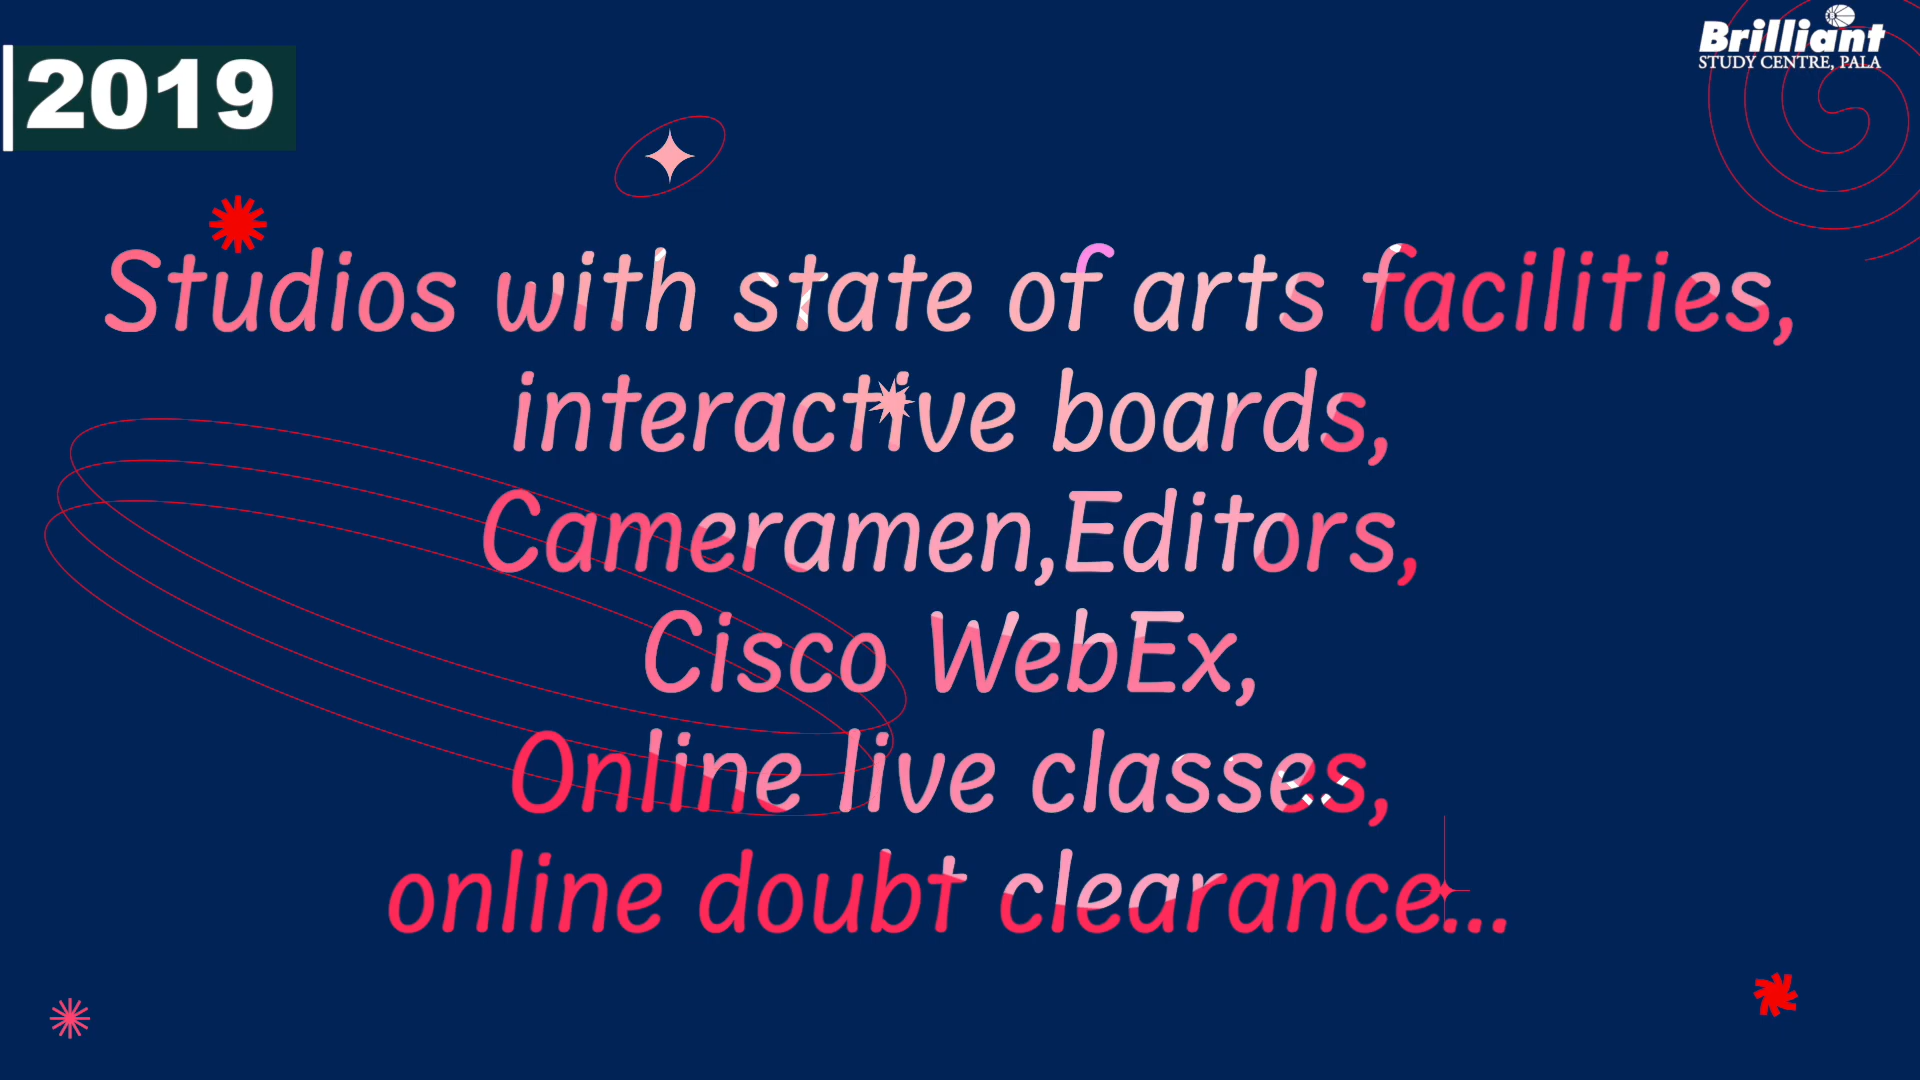 2019
Brilliant
STUDY CENTRE, PALA
Studios with state of arts facilities,
interactive boards,
Cameramen,Editors,
Cisco WebEx,
Online live classes,
online doubt clearance...